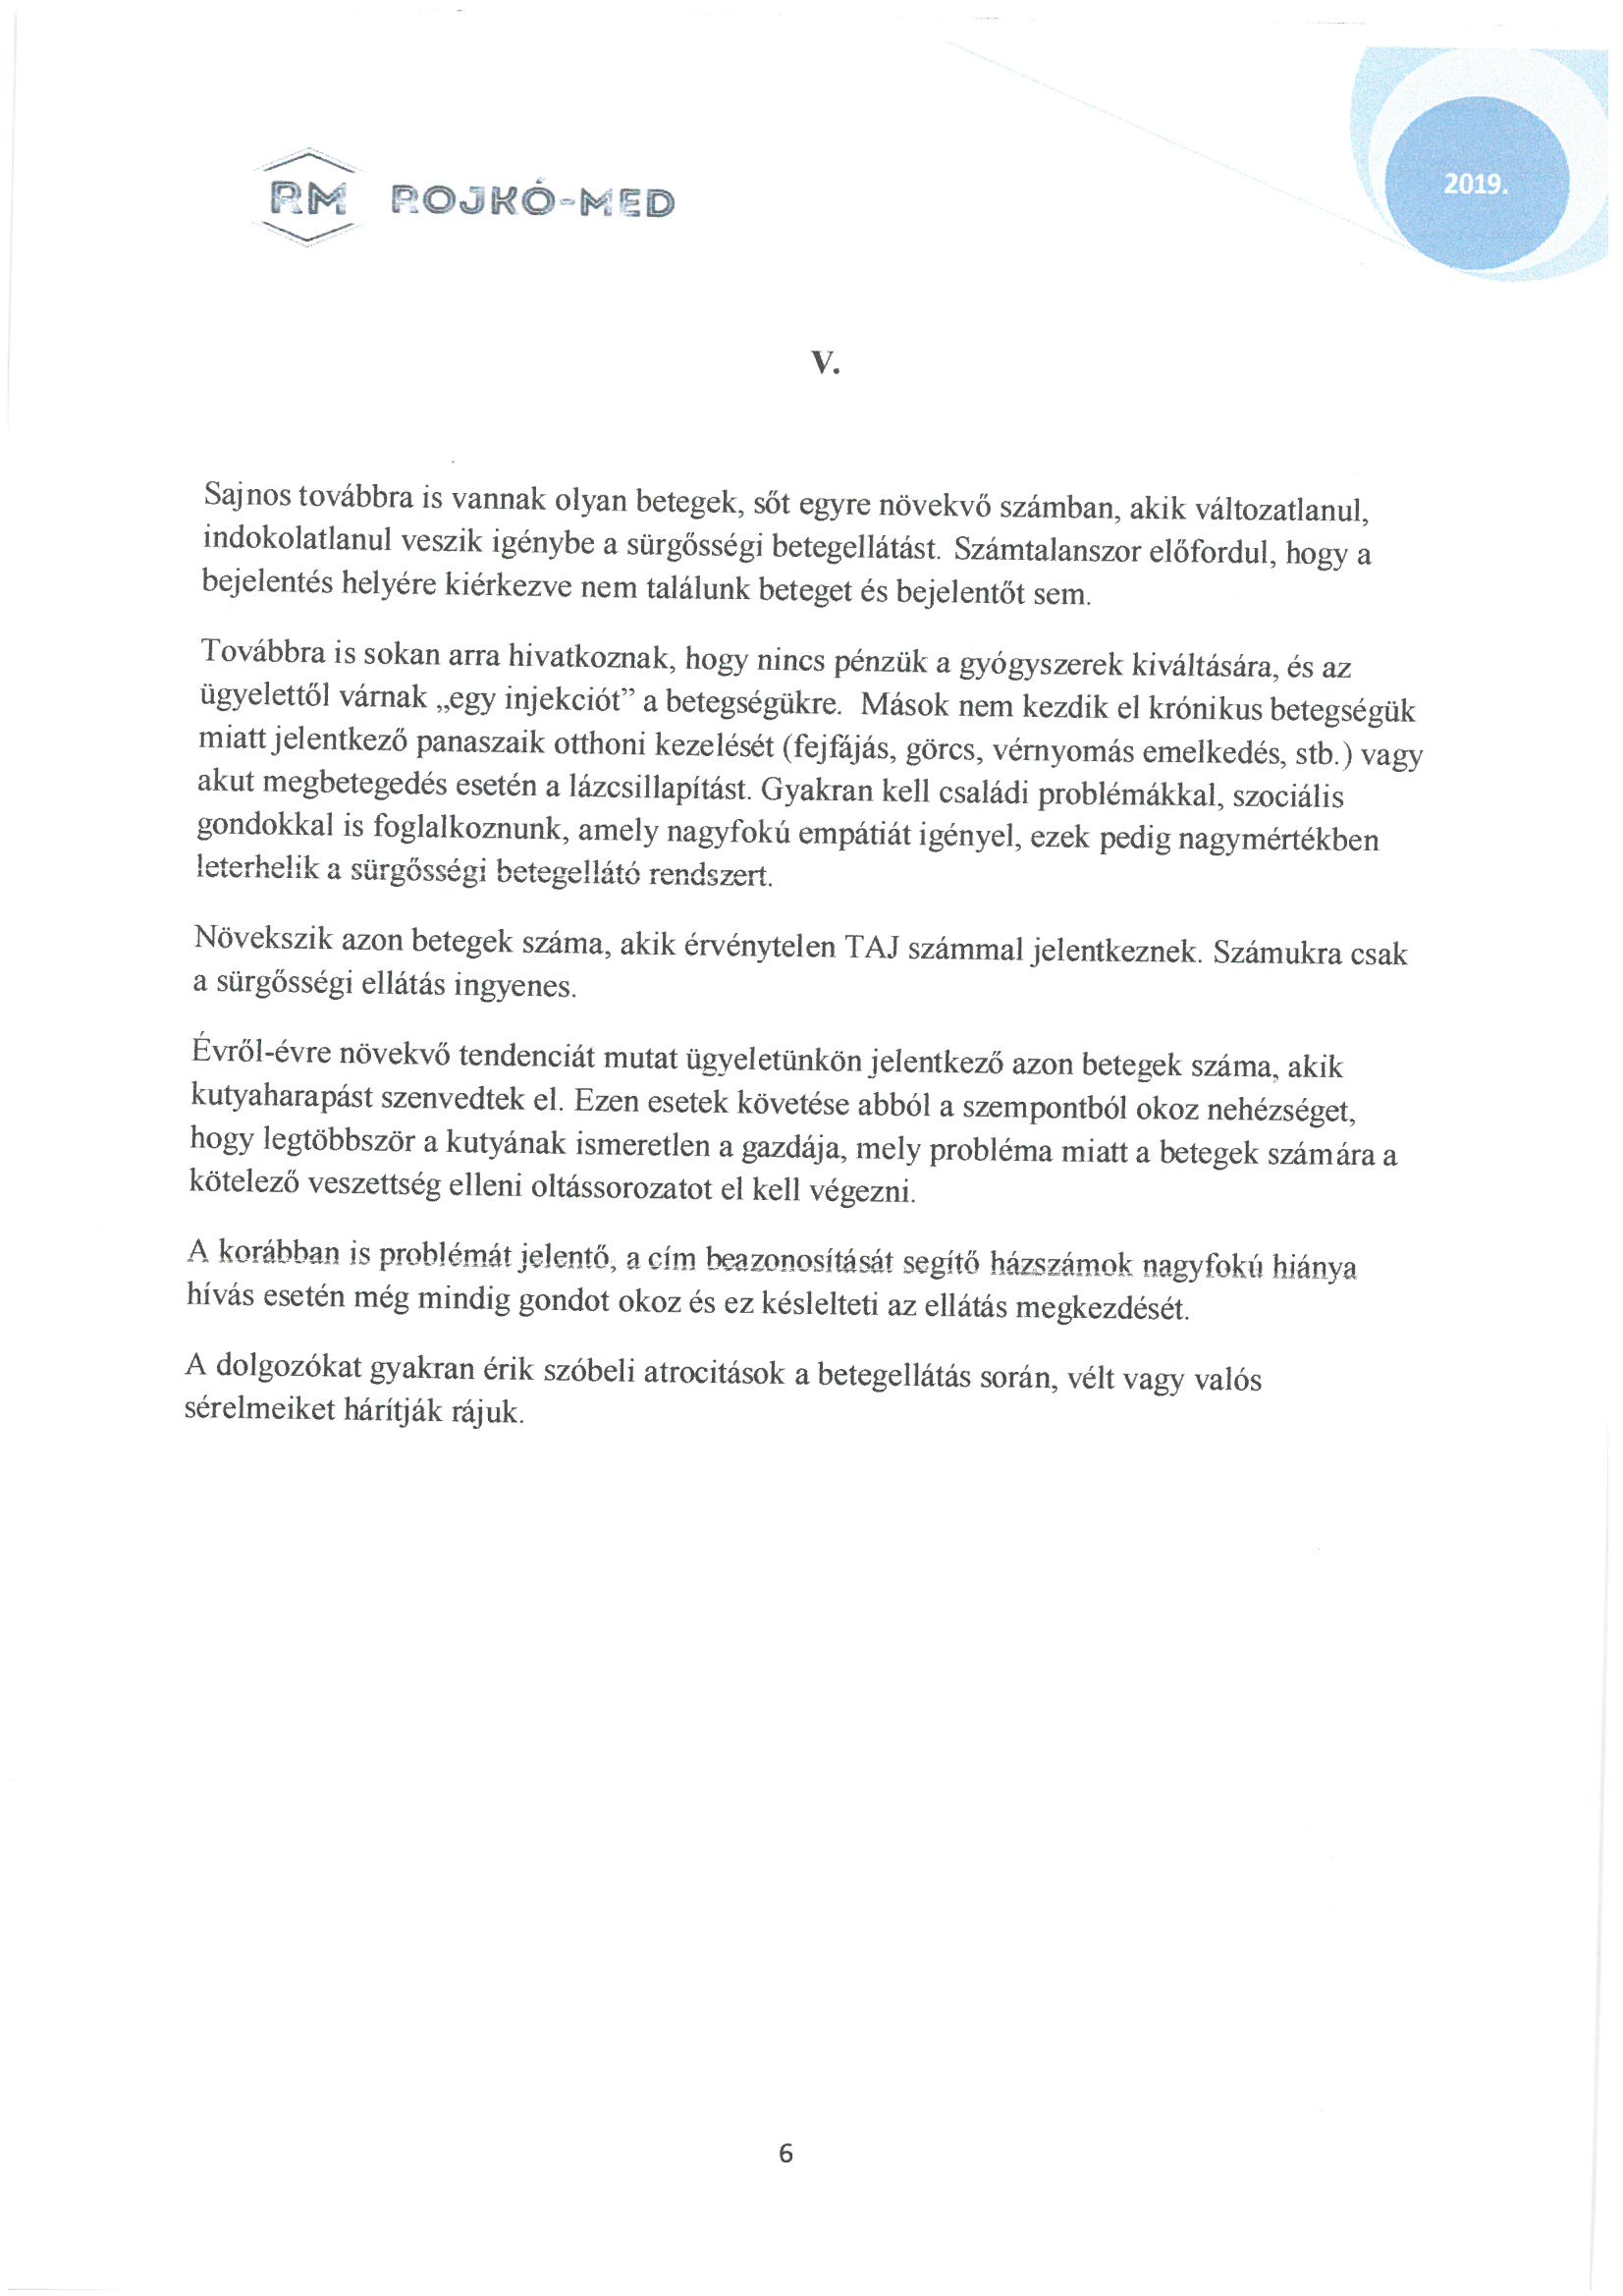 2019.
RM ROJKÓ-MED
V.
Sajnos továbbra is vannak olyan betegek, sőt egyre növekvő számban, akik változatlanul,
indokolatlanul veszik igénybe a sürgősségi betegellátást. Számtalanszor előfordul, hogy a
bejelentés helyére kiérkezve nem találunk beteget és bejelentőt sem.
Továbbra is sokan arra hivatkoznak, hogy nincs pénzük a gyógyszerek kiváltására, és az
ügyelettől várnak „egy injekciót” a betegségükre. Mások nem kezdik el krónikus betegségük
miatt jelentkező panaszaik otthoni kezelését (fejfájás, görcs, vérnyomás emelkedés, stb.) vagy
akut megbetegedés esetén a lázcsillapítást. Gyakran kell családi problémákkal, szociális
gondokkal is foglalkoznunk, amely nagyfokú empátiát igényel, ezek pedig nagymértékben
leterhelik a sürgősségi betegellátó rendszert.
Növekszik azon betegek száma, akik érvénytelen TAJ számmal jelentkeznek. Számukra csak
a sürgősségi ellátás ingyenes.
Évről-évre növekvő tendenciát mutat ügyeletünkön jelentkező azon betegek száma, akik
kutyaharapást szenvedtek el. Ezen esetek követése abból a szempontból okoz nehézséget,
hogy legtöbbször a kutyának ismeretlen a gazdája, mely probléma miatt a betegek számára a
kötelező veszettség elleni oltássorozatot el kell végezni.
A korábban is problémát jelentő, a cím beazonosítását segítő házszámok nagyfokú hiánya
hívás esetén még mindig gondot okoz és ez késlelteti az ellátás megkezdését.
A dolgozókat gyakran érik szóbeli atrocitások a betegellátás során, vélt vagy valós
sérelmeiket hárítják rájuk.
6